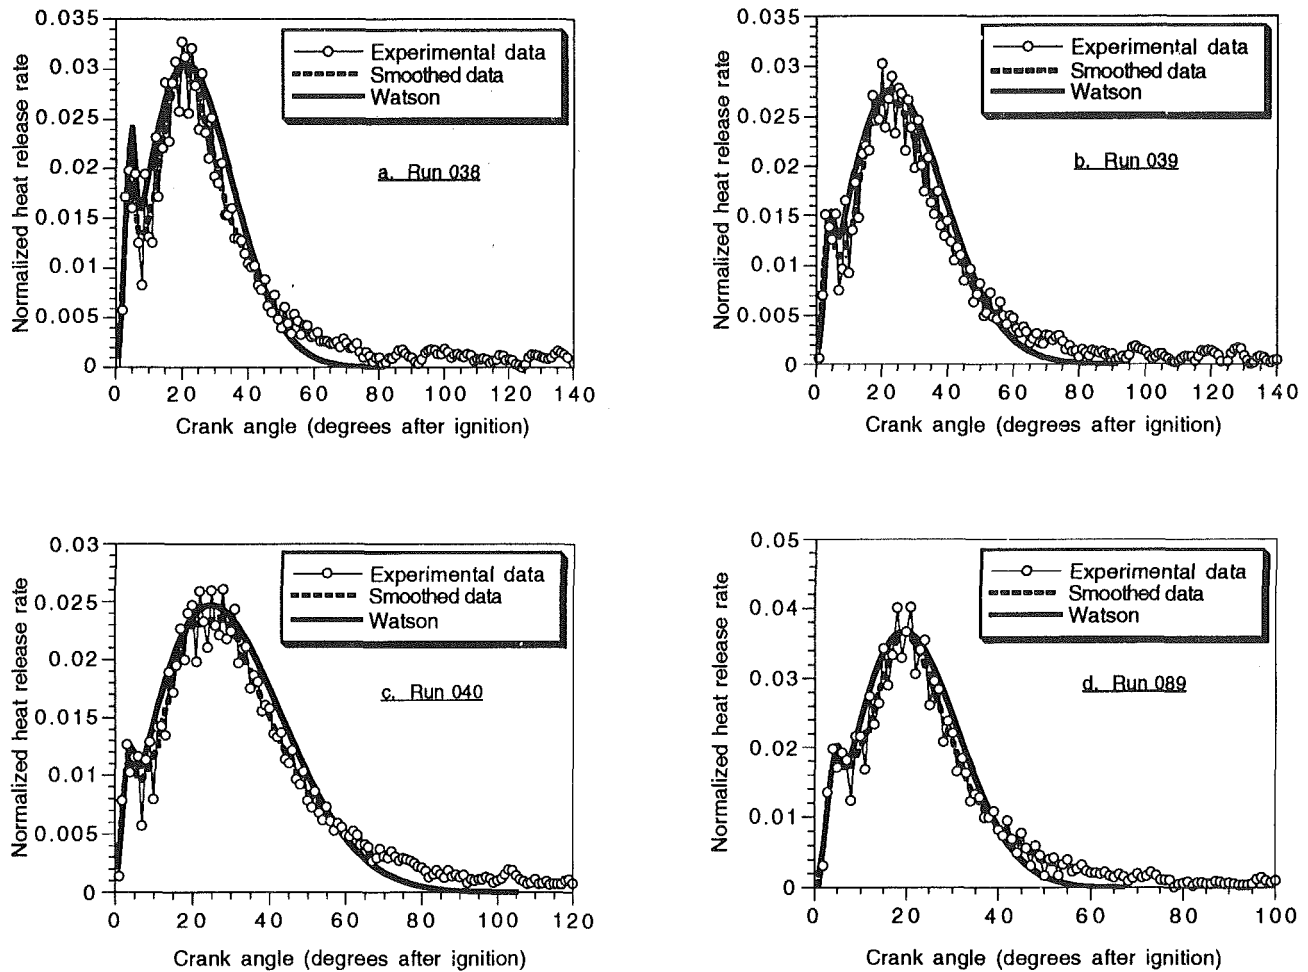 Normalized heat release rate
0.035
0.03
0.025
0.02
0.015
0.01
0.005
0
0 20 40 60 80 100 120 140
Crank angle (degrees after ignition)
Experimental data
Smoothed data
Watson
a. Run 038
Normalized heat release rate
0.035
0.03
0.025
0.02
0.015
0.01
0.005
0
0 20 40 60 80 100 120 140
Crank angle (degrees after ignition)
Experimental data
Smoothed data
Watson
b. Run 039
Normalized heat release rate
0.03
0.025
0.02
0.015
0.01
0.005
0
0 20 40 60 80 100 120
Crank angle (degrees after ignition)
Experimental data
Smoothed data
Watson
c. Run 040
Normalized heat release rate
0.05
0.04
0.03
0.02
0.01
0
0 20 40 60 80 100
Crank angle (degrees after ignition)
Experimental data
Smoothed data
Watson
d. Run 089